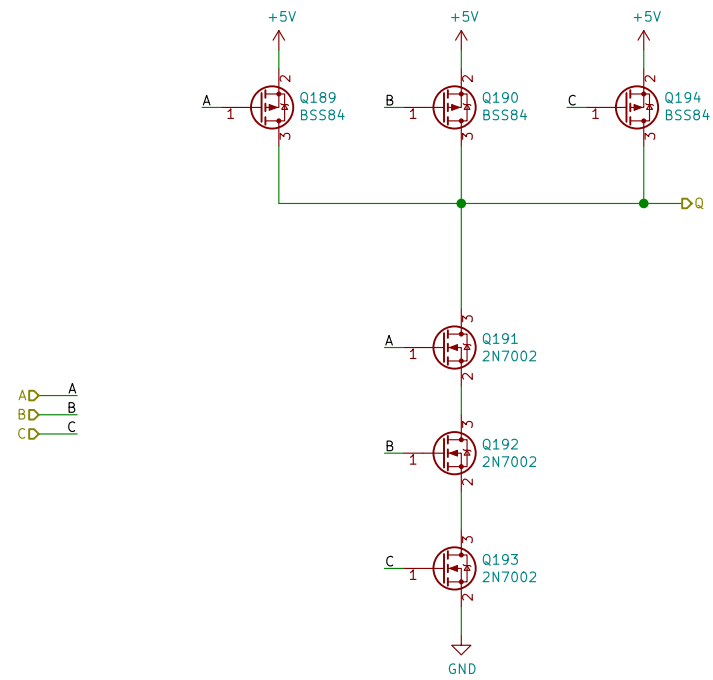 +5V +5V +5V
2 2 2
A Q189 B Q190 C Q194
1 BSS84 1 BSS84 1 BSS84
3 3 3
Q
3
A Q191
1 2N7002
2
A A
B B
C C
3
B Q192
1 2N7002
2
3
C Q193
1 2N7002
2
GND